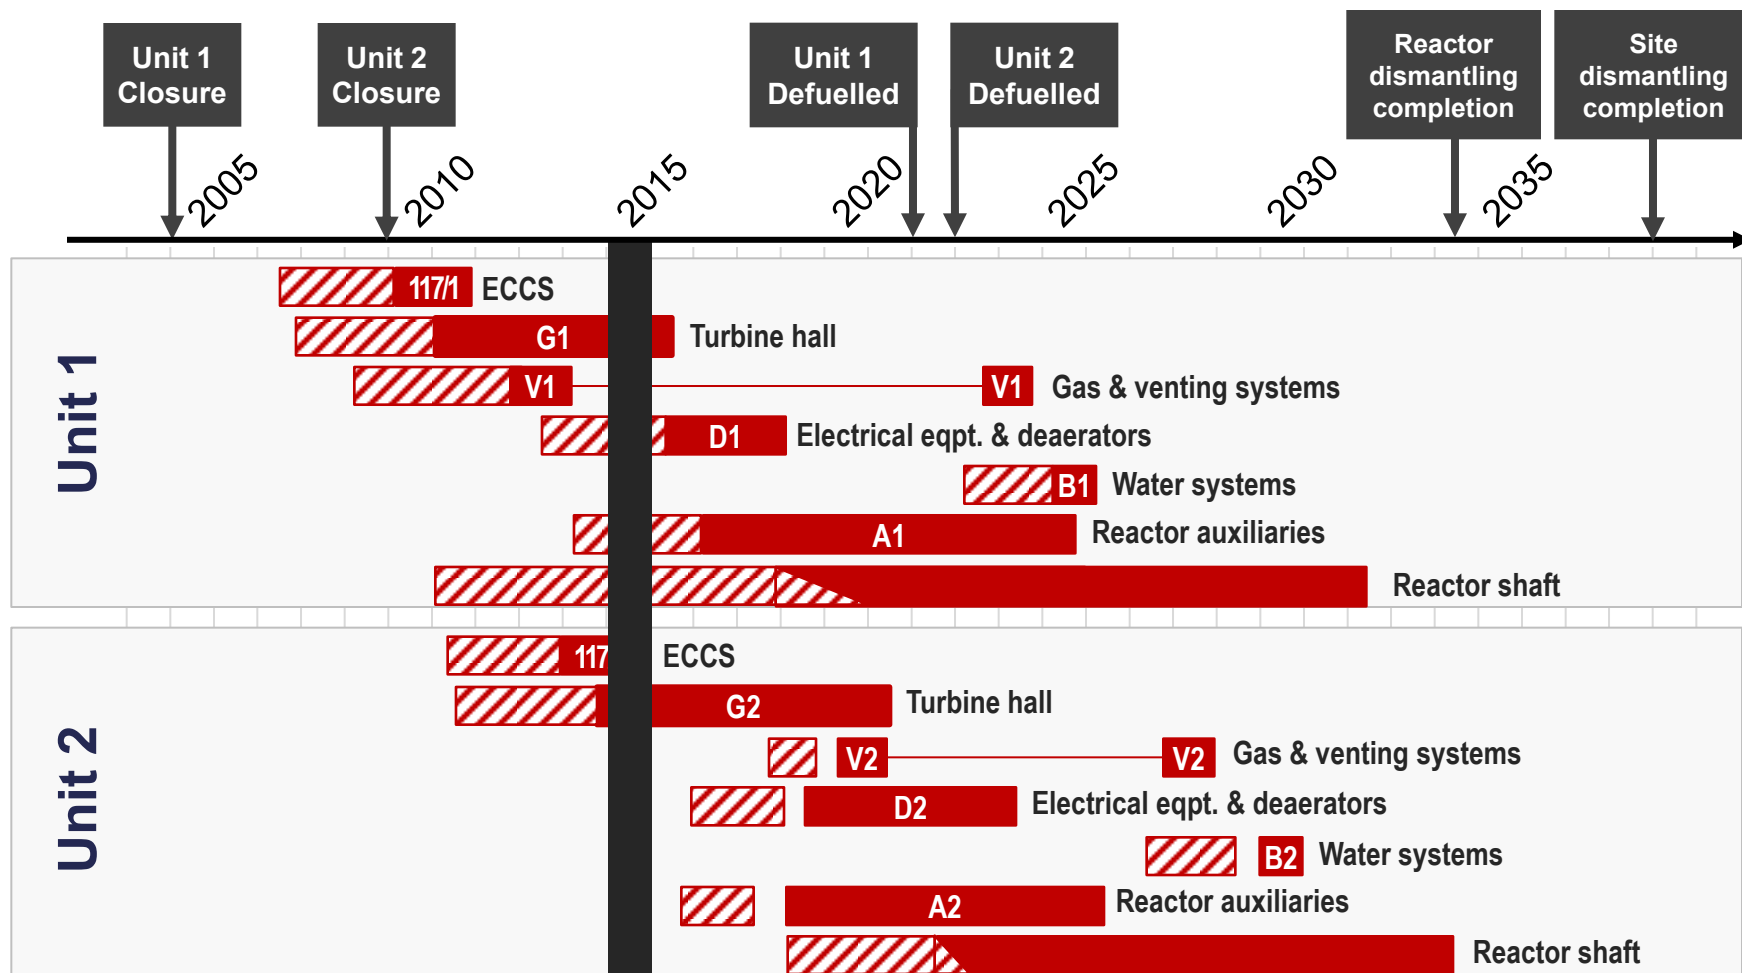 Unit 1
Closure
Unit 2
Closure
Unit 1
Defuelled
Unit 2
Defuelled
Reactor
dismantling
completion
Site
dismantling
completion
2005
2010
2015
2020
2025
2030
2035
Unit 1
117/1 ECCS
G1 Turbine hall
V1 V1 Gas & venting systems
D1 Electrical eqpt. & deaerators
B1 Water systems
A1 Reactor auxiliaries
Reactor shaft
Unit 2
117 ECCS
G2 Turbine hall
V2 V2 Gas & venting systems
D2 Electrical eqpt. & deaerators
B2 Water systems
A2 Reactor auxiliaries
Reactor shaft